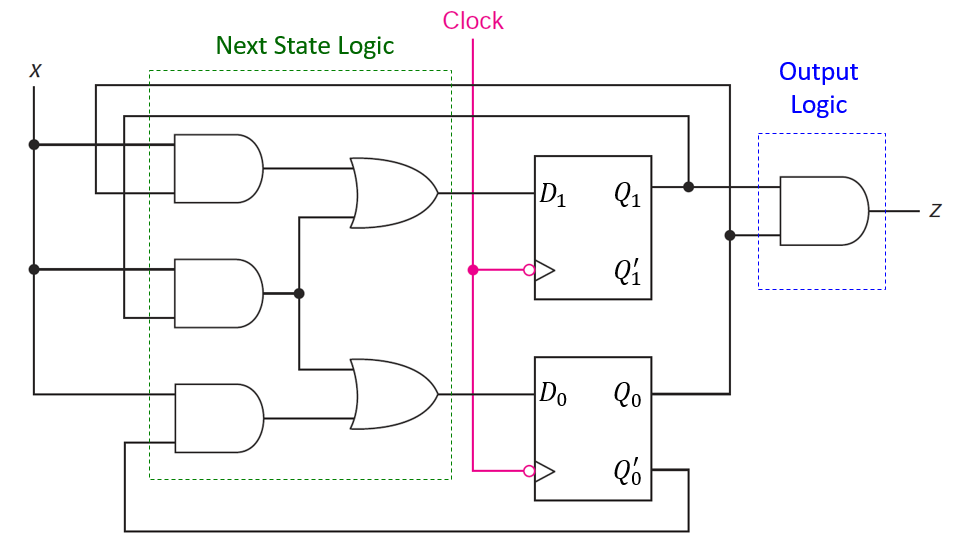 Clock
Next State Logic
x
Output
Logic
D₁
Q₁
z
Q₁′
D₀
Q₀
Q₀′